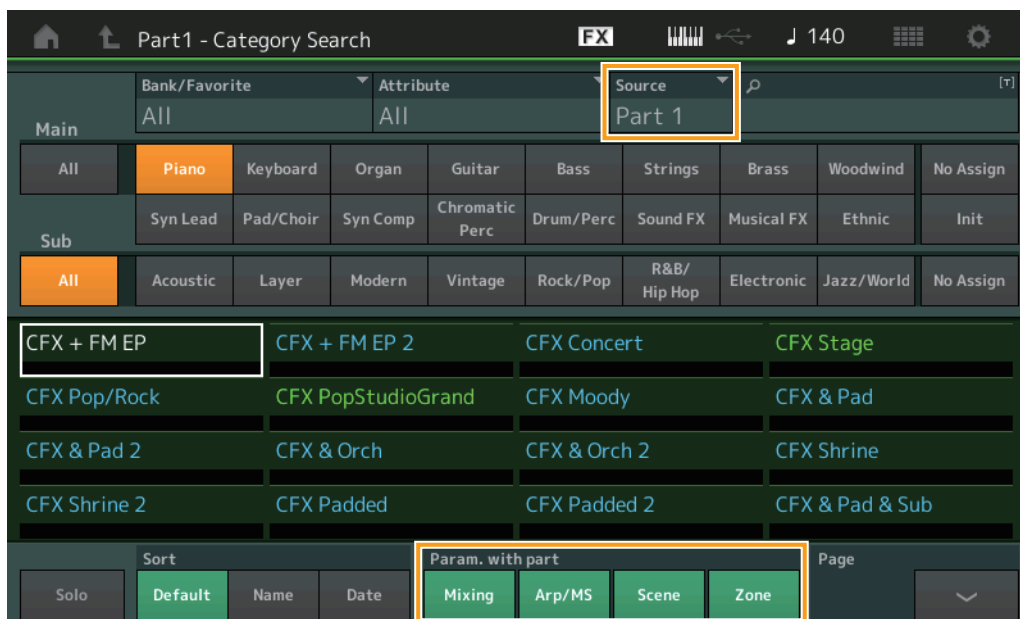 Part1 - Category Search FX ♩ 140
Bank/Favorite Attribute Source [T]
Main All All Part 1
All Piano Keyboard Organ Guitar Bass Strings Brass Woodwind No Assign
Syn Lead Pad/Choir Syn Comp Chromatic Perc Drum/Perc Sound FX Musical FX Ethnic Init
Sub
All Acoustic Layer Modern Vintage Rock/Pop R&B/ Hip Hop Electronic Jazz/World No Assign
CFX + FM EP CFX + FM EP 2 CFX Concert CFX Stage
CFX Pop/Rock CFX PopStudioGrand CFX Moody CFX & Pad
CFX & Pad 2 CFX & Orch CFX & Orch 2 CFX Shrine
CFX Shrine 2 CFX Padded CFX Padded 2 CFX & Pad & Sub
Sort Param. with part Page
Solo Default Name Date Mixing Arp/MS Scene Zone